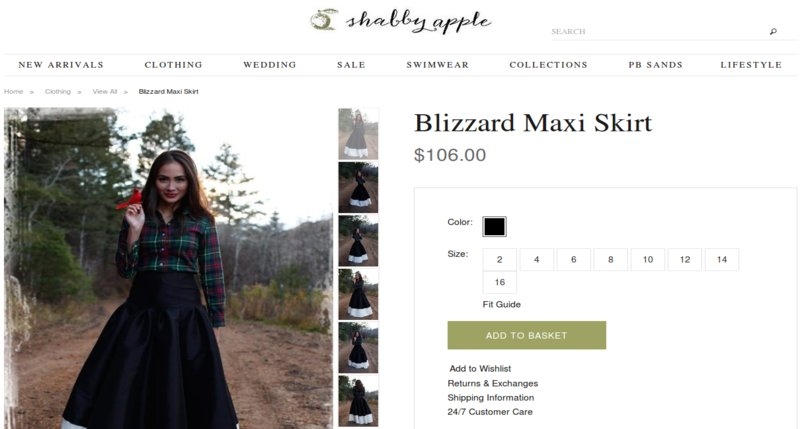 shabby apple
SEARCH
NEW ARRIVALS CLOTHING WEDDING SALE SWIMWEAR COLLECTIONS PB SANDS LIFESTYLE
Home > Clothing > View All > Blizzard Maxi Skirt
Blizzard Maxi Skirt
$106.00
Color:
Size: 2 4 6 8 10 12 14
16
Fit Guide
ADD TO BASKET
Add to Wishlist
Returns & Exchanges
Shipping Information
24/7 Customer Care